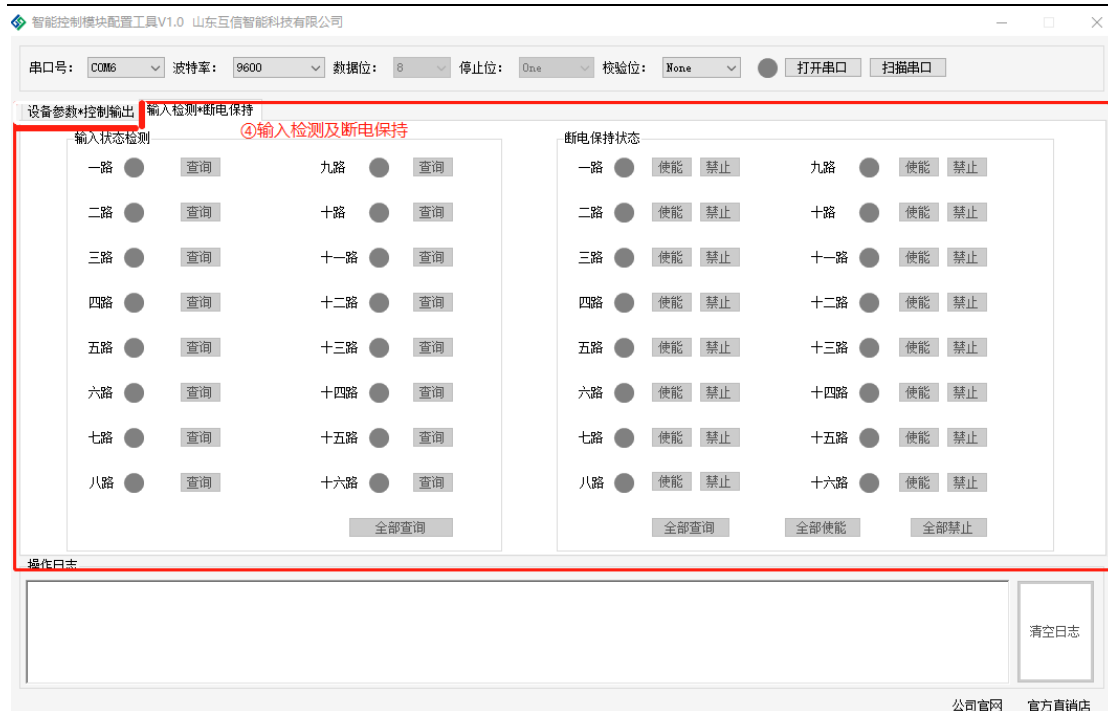 智能控制模块配置工具V1.0 山东互信智能科技有限公司
串口号: COM6 波特率: 9600 数据位: 8 停止位: One 校验位: None 打开串口 扫描串口
设备参数*控制输出 输入检测*断电保持
④输入检测及断电保持
输入状态检测 断电保持状态
一路 查询 九路 查询 一路 使能 禁止 九路 使能 禁止
二路 查询 十路 查询 二路 使能 禁止 十路 使能 禁止
三路 查询 十一路 查询 三路 使能 禁止 十一路 使能 禁止
四路 查询 十二路 查询 四路 使能 禁止 十二路 使能 禁止
五路 查询 十三路 查询 五路 使能 禁止 十三路 使能 禁止
六路 查询 十四路 查询 六路 使能 禁止 十四路 使能 禁止
七路 查询 十五路 查询 七路 使能 禁止 十五路 使能 禁止
八路 查询 十六路 查询 八路 使能 禁止 十六路 使能 禁止
全部查询 全部查询 全部使能 全部禁止
操作日志
清空日志
公司官网 官方直销店